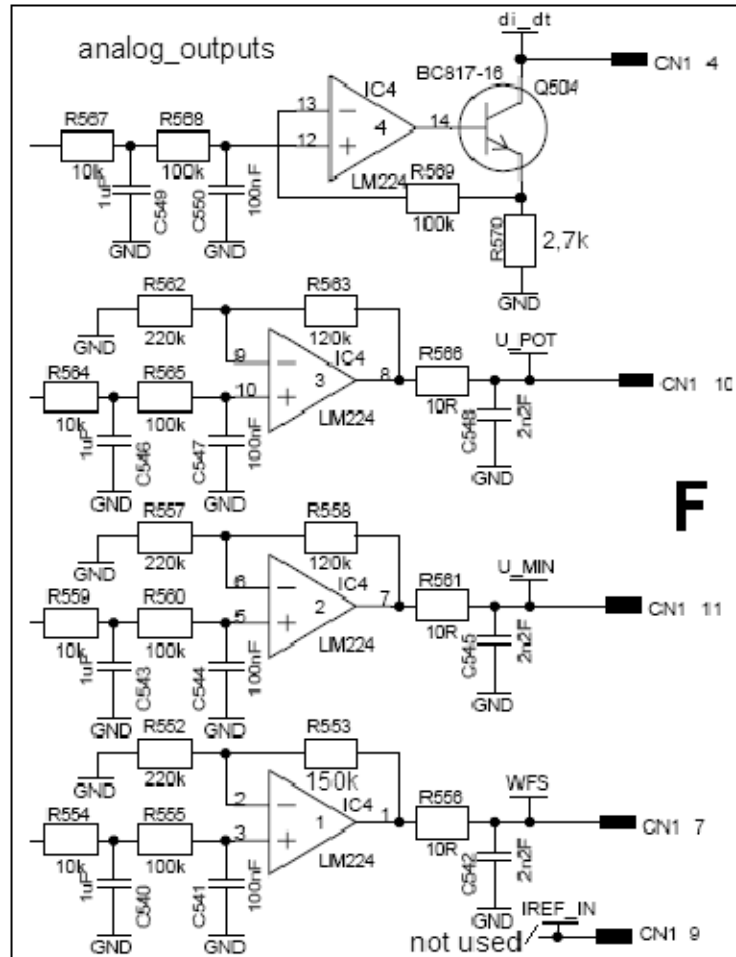 analog_outputs
di_dt
CN1 4
BC817-16
Q504
IC4
13
12
4
14
LM224
R567
10k
R568
100k
1uF
C549
C550
100nF
GND
GND
R569
100k
R570
2,7k
GND
R562
220k
R563
120k
GND
9
10
IC4
3
8
LM224
R564
10k
R565
100k
1uF
C546
C547
100nF
GND
GND
R566
10R
U_POT
C548
2n2F
GND
CN1 10
F
R557
220k
R558
120k
GND
6
5
IC4
2
7
LM224
R559
10k
R560
100k
1uF
C543
C544
100nF
GND
GND
R561
10R
U_MIN
C545
2n2F
GND
CN1 11
R552
220k
R553
150k
GND
2
3
IC4
1
1
LM224
R554
10k
R555
100k
1uF
C540
C541
100nF
GND
GND
R556
10R
WFS
C542
2n2F
GND
CN1 7
IREF_IN
not used
CN1 9